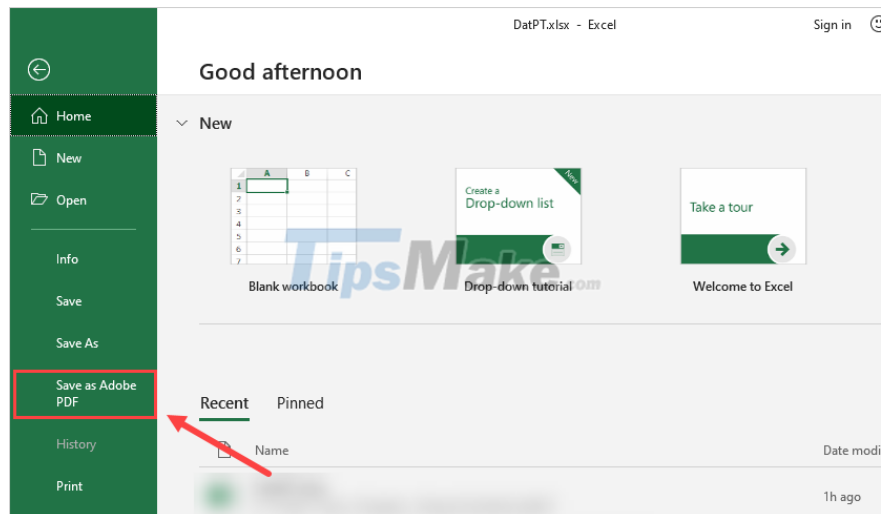 DatPT.xlsx - Excel
Sign in
Good afternoon
Home
New
New
Open
Info
Save
Save As
Save as Adobe
PDF
History
Print
A B C
1
2
3
4
5
6
7
Blank workbook
Create a
Drop-down list
New
Drop-down tutorial
Take a tour
Welcome to Excel
TipsMake.com
Recent Pinned
Name
Date modi
1h ago